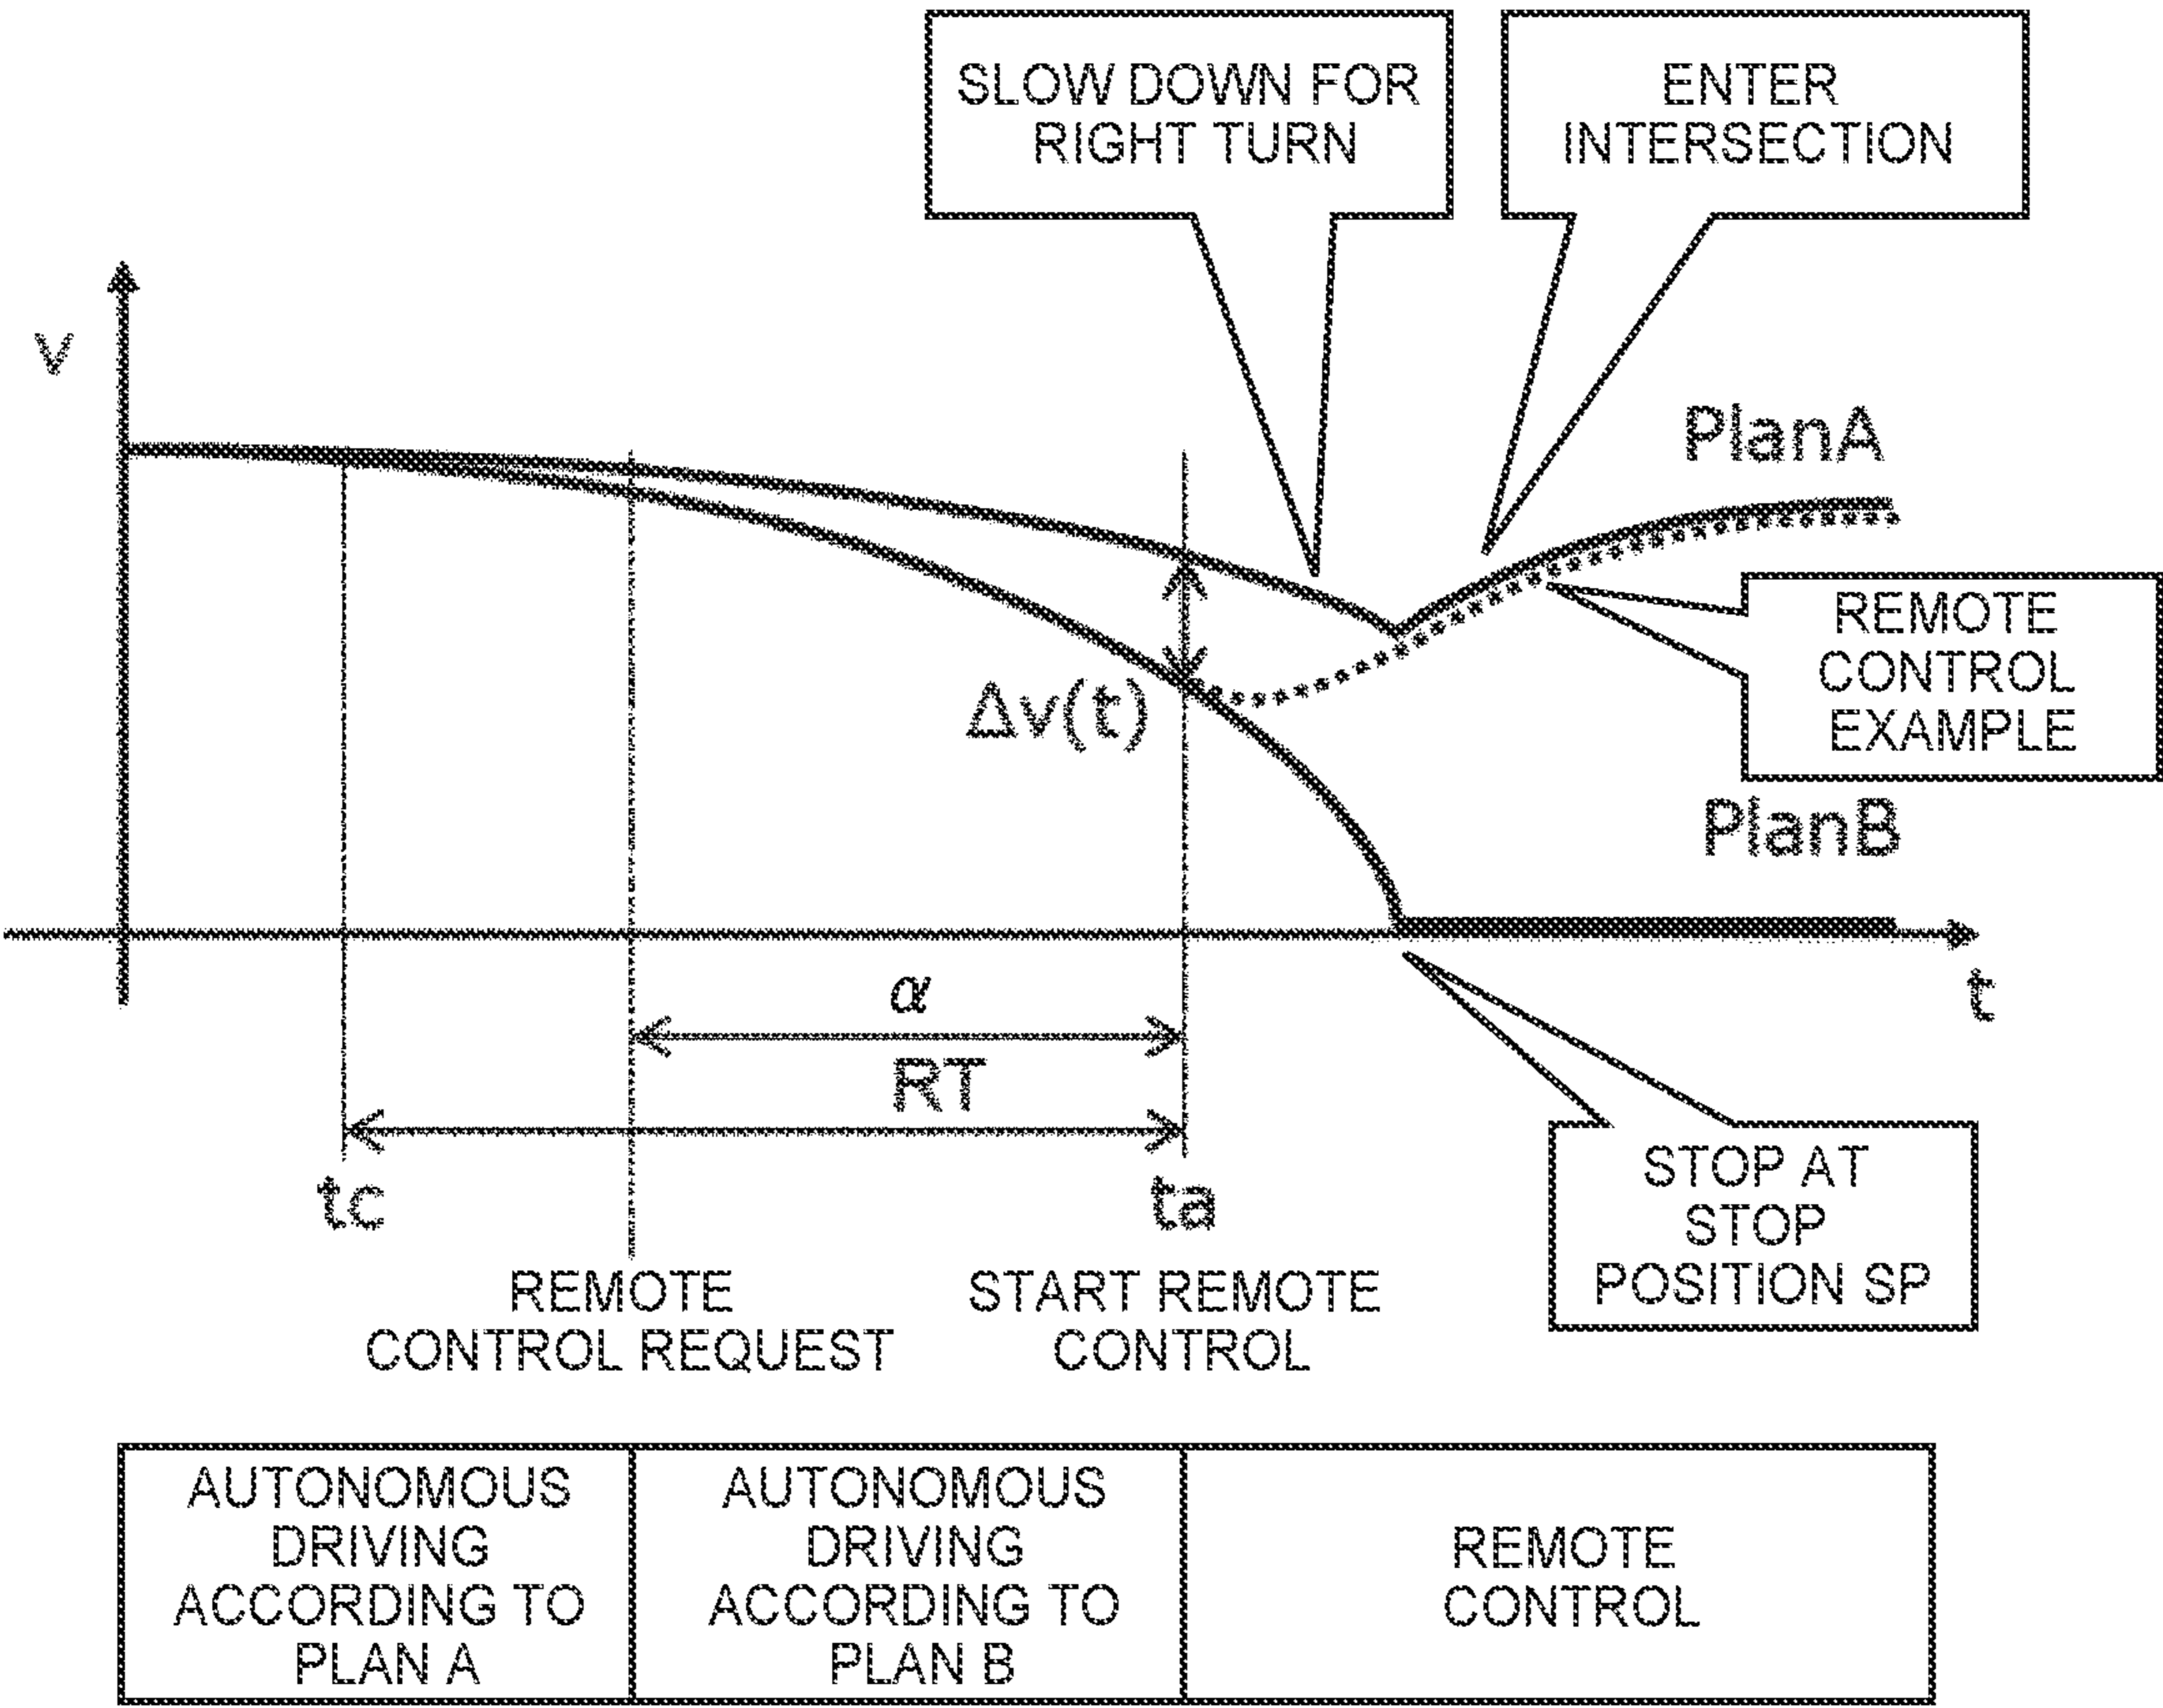 SLOW DOWN FOR
RIGHT TURN
ENTER
INTERSECTION
v
PlanA
REMOTE
CONTROL
EXAMPLE
Δv(t)
PlanB
t
α
RT
tc
ta
STOP AT
STOP
POSITION SP
REMOTE
CONTROL REQUEST
START REMOTE
CONTROL
AUTONOMOUS
DRIVING
ACCORDING TO
PLAN A
AUTONOMOUS
DRIVING
ACCORDING TO
PLAN B
REMOTE
CONTROL